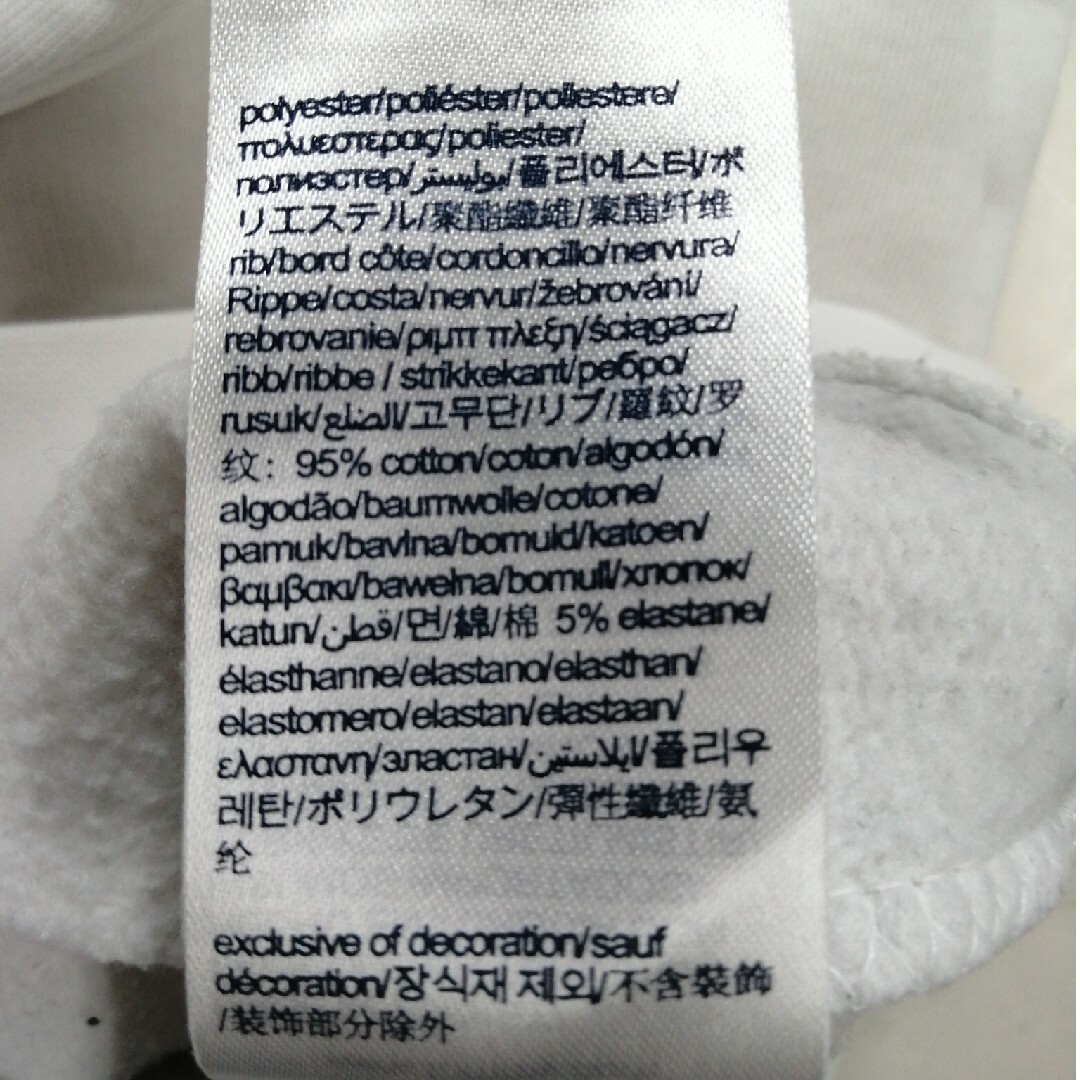 polyester/poliéster/poliestere/
πολυεστερας/poliester/
полиэстер/بوليستر/폴리에스터/ポ
リエステル/聚酯纖維/聚酯纤维
rib/bord côte/cordoncillo/nervura/
Rippe/costa/nervur/žebrování/
rebrovanie/ριμπ πλεξη/ściągacz/
ribb/ribbe / strikkekant/ребро/
rusuk/الضلع/고무단/リブ/羅紋/罗
纹: 95% cotton/coton/algodón/
algodão/baumwolle/cotone/
pamuk/bavlna/bomuld/katoen/
βαμβακι/bawełna/bomull/хлопок/
katun/قطن/면/綿/棉 5% elastane/
élasthanne/elastano/elasthan/
elastomero/elastan/elastaan/
ελαστανη/эластан/ايلاستين/폴리우
레탄/ポリウレタン/彈性纖維/氨
纶
exclusive of decoration/sauf
décoration/장식재 제외/不含裝飾
/装饰部分除外